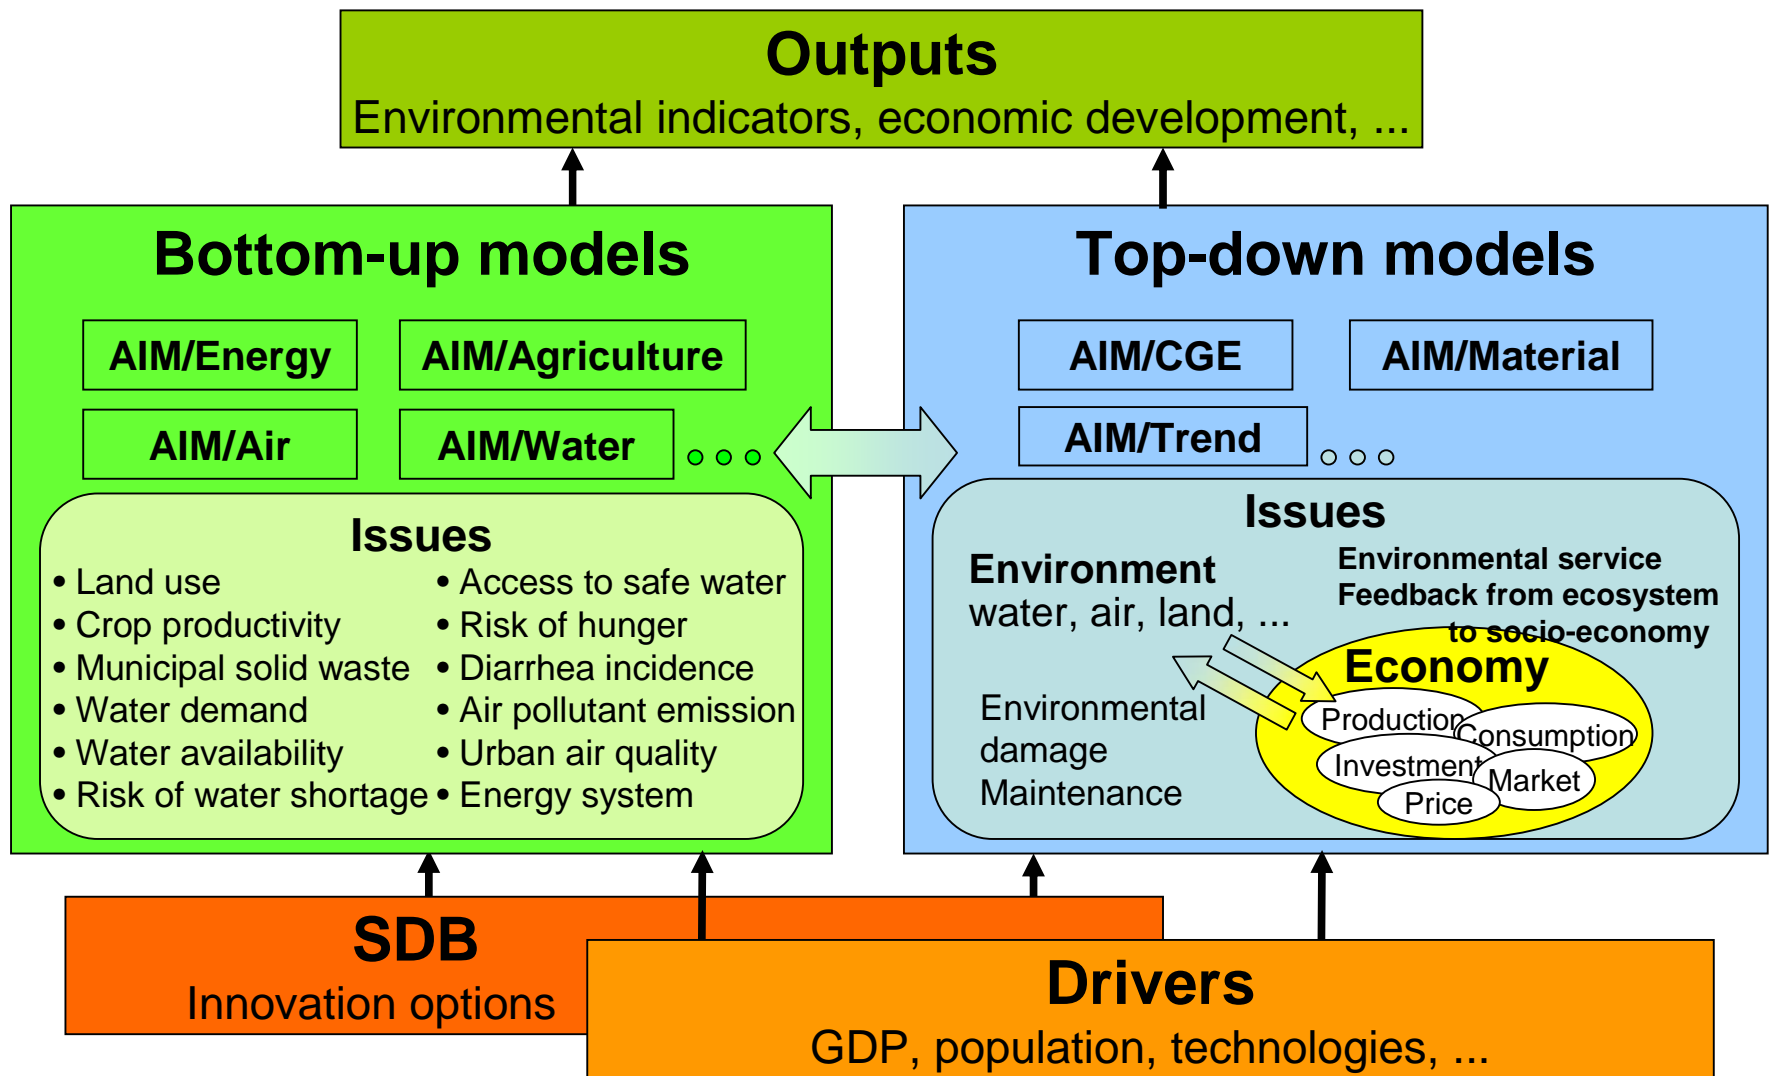 Outputs
Environmental indicators, economic development, ...
Bottom-up models
AIM/Energy
AIM/Agriculture
AIM/Air
AIM/Water
Issues
• Land use
• Crop productivity
• Municipal solid waste
• Water demand
• Water availability
• Risk of water shortage
• Access to safe water
• Risk of hunger
• Diarrhea incidence
• Air pollutant emission
• Urban air quality
• Energy system
Top-down models
AIM/CGE
AIM/Material
AIM/Trend
Issues
Environment
water, air, land, ...
Environmental service
Feedback from ecosystem
to socio-economy
Economy
Production
Consumption
Investment
Market
Price
Environmental
damage
Maintenance
SDB
Innovation options
Drivers
GDP, population, technologies, ...